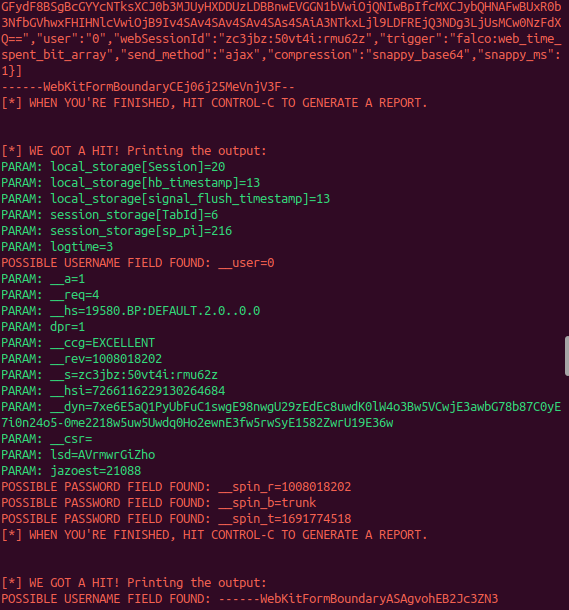 GFydF8BSgBcGYYcNTksXCJ0b3MJUyHXDDUzLDBBnwEVGGN1bVwiOjQNIwBpIfcMXCJybQHNAFwBUxR0b
3NfbGVhwxFHIHNlcVwiOjB9Iv4SAv4SAv4SAv4SAv4SAiA3NTkxLjl9LDFREjQ3NDg3LjUsMCw0NzFdX
Q==","user":"0","webSessionId":"zc3jbz:50vt4i:rmu62z","trigger":"falco:web_time_
spent_bit_array","send_method":"ajax","compression":"snappy_base64","snappy_ms":
1}]
------WebKitFormBoundaryCEj06j25MeVnjV3F--
[*] WHEN YOU'RE FINISHED, HIT CONTROL-C TO GENERATE A REPORT.
[*] WE GOT A HIT! Printing the output:
PARAM: local_storage[Session]=20
PARAM: local_storage[hb_timestamp]=13
PARAM: local_storage[signal_flush_timestamp]=13
PARAM: session_storage[TabId]=6
PARAM: session_storage[sp_pi]=216
PARAM: logtime=3
POSSIBLE USERNAME FIELD FOUND: __user=0
PARAM: __a=1
PARAM: __req=4
PARAM: __hs=19580.BP:DEFAULT.2.0..0.0
PARAM: dpr=1
PARAM: __ccg=EXCELLENT
PARAM: __rev=1008018202
PARAM: __s=zc3jbz:50vt4i:rmu62z
PARAM: __hsi=7266116229130264684
PARAM: __dyn=7xe6E5aQ1PyUbFuC1swgE98nwgU29zEdEc8uwdK0lW4o3Bw5VCwjE3awbG78b87C0yE
7i0n24o5-0me2218w5uw5Uwdq0Ho2ewnE3fw5rwSyE1582ZwrU19E36w
PARAM: __csr=
PARAM: lsd=AVrmwrGiZho
PARAM: jazoest=21088
POSSIBLE PASSWORD FIELD FOUND: __spin_r=1008018202
POSSIBLE PASSWORD FIELD FOUND: __spin_b=trunk
POSSIBLE PASSWORD FIELD FOUND: __spin_t=1691774518
[*] WHEN YOU'RE FINISHED, HIT CONTROL-C TO GENERATE A REPORT.
[*] WE GOT A HIT! Printing the output:
POSSIBLE USERNAME FIELD FOUND: ------WebKitFormBoundaryASAgvohEB2Jc3ZN3